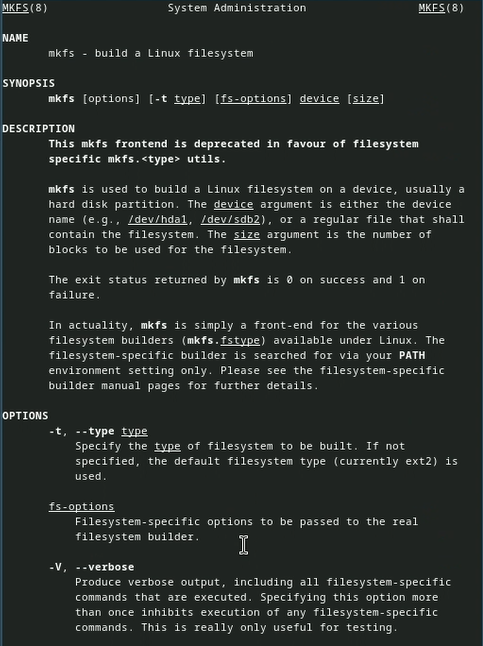 MKFS(8) System Administration MKFS(8)
NAME
mkfs - build a Linux filesystem
SYNOPSIS
mkfs [options] [-t type] [fs-options] device [size]
DESCRIPTION
This mkfs frontend is deprecated in favour of filesystem
specific mkfs.<type> utils.
mkfs is used to build a Linux filesystem on a device, usually a
hard disk partition. The device argument is either the device
name (e.g., /dev/hda1, /dev/sdb2), or a regular file that shall
contain the filesystem. The size argument is the number of
blocks to be used for the filesystem.
The exit status returned by mkfs is 0 on success and 1 on
failure.
In actuality, mkfs is simply a front-end for the various
filesystem builders (mkfs.fstype) available under Linux. The
filesystem-specific builder is searched for via your PATH
environment setting only. Please see the filesystem-specific
builder manual pages for further details.
OPTIONS
-t, --type type
Specify the type of filesystem to be built. If not
specified, the default filesystem type (currently ext2) is
used.
fs-options
Filesystem-specific options to be passed to the real
filesystem builder.
-V, --verbose
Produce verbose output, including all filesystem-specific
commands that are executed. Specifying this option more
than once inhibits execution of any filesystem-specific
commands. This is really only useful for testing.